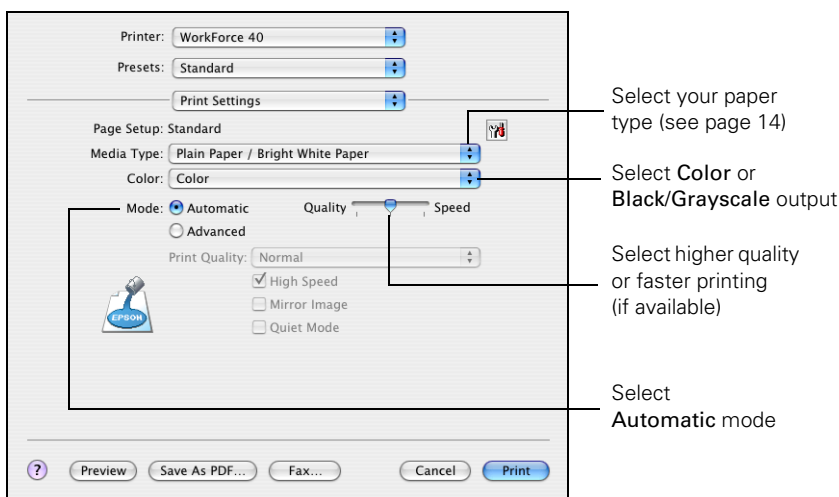 Printer: WorkForce 40
Presets: Standard
Print Settings
Page Setup: Standard
Media Type: Plain Paper / Bright White Paper
Color: Color
Mode: Automatic Quality Speed
Advanced
Print Quality: Normal
High Speed
Mirror Image
Quiet Mode
EPSON
? Preview Save As PDF... Fax... Cancel Print
Select your paper
type (see page 14)
Select Color or
Black/Grayscale output
Select higher quality
or faster printing
(if available)
Select
Automatic mode